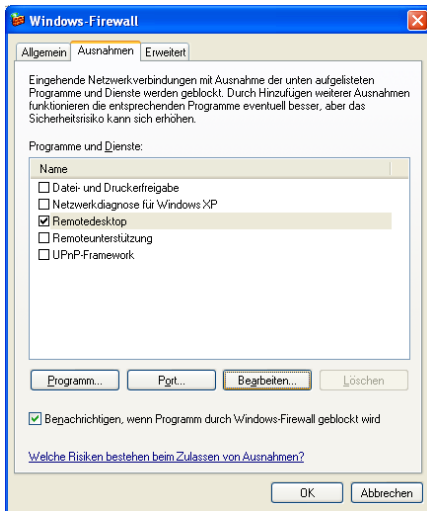 Windows-Firewall
Allgemein Ausnahmen Erweitert
Eingehende Netzwerkverbindungen mit Ausnahme der unten aufgelisteten
Programme und Dienste werden geblockt. Durch Hinzufügen weiterer Ausnahmen
funktionieren die entsprechenden Programme eventuell besser, aber das
Sicherheitsrisiko kann sich erhöhen.
Programme und Dienste:
Name
Datei- und Druckerfreigabe
Netzwerkdiagnose für Windows XP
Remotedesktop
Remoteunterstützung
UPnP-Framework
Programm... Port... Bearbeiten... Löschen
Benachrichtigen, wenn Programm durch Windows-Firewall geblockt wird
Welche Risiken bestehen beim Zulassen von Ausnahmen?
OK Abbrechen